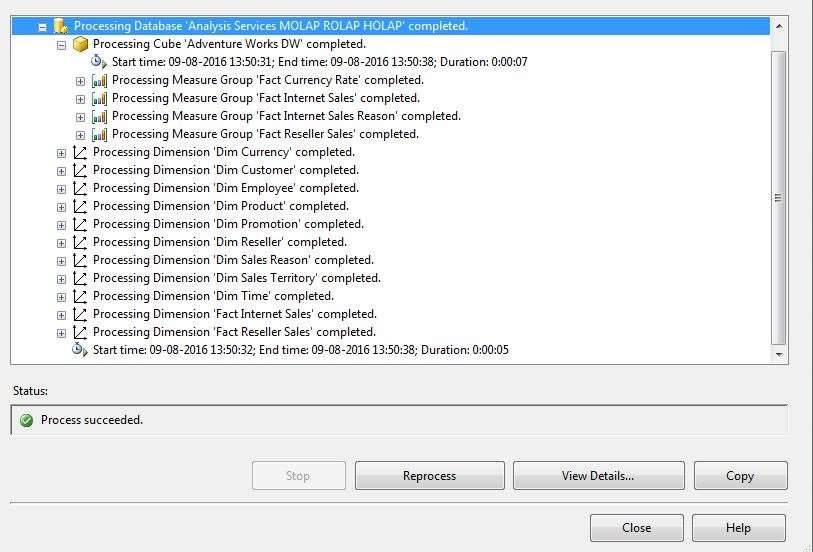 Processing Database 'Analysis Services MOLAP ROLAP HOLAP' completed.
Processing Cube 'Adventure Works DW' completed.
Start time: 09-08-2016 13:50:31; End time: 09-08-2016 13:50:38; Duration: 0:00:07
Processing Measure Group 'Fact Currency Rate' completed.
Processing Measure Group 'Fact Internet Sales' completed.
Processing Measure Group 'Fact Internet Sales Reason' completed.
Processing Measure Group 'Fact Reseller Sales' completed.
Processing Dimension 'Dim Currency' completed.
Processing Dimension 'Dim Customer' completed.
Processing Dimension 'Dim Employee' completed.
Processing Dimension 'Dim Product' completed.
Processing Dimension 'Dim Promotion' completed.
Processing Dimension 'Dim Reseller' completed.
Processing Dimension 'Dim Sales Reason' completed.
Processing Dimension 'Dim Sales Territory' completed.
Processing Dimension 'Dim Time' completed.
Processing Dimension 'Fact Internet Sales' completed.
Processing Dimension 'Fact Reseller Sales' completed.
Start time: 09-08-2016 13:50:32; End time: 09-08-2016 13:50:38; Duration: 0:00:05
Status:
Process succeeded.
Stop Reprocess View Details... Copy
Close Help